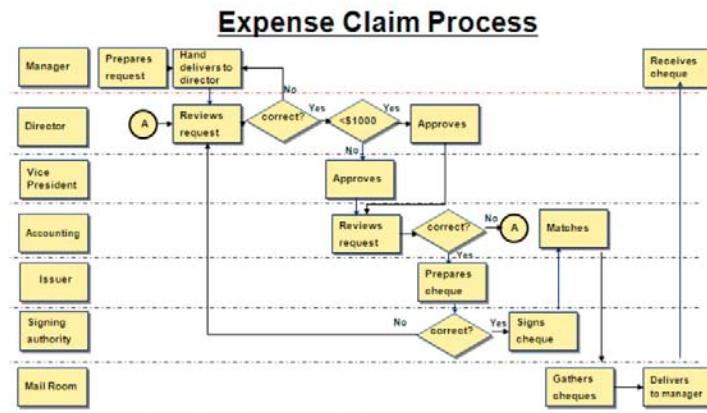 Expense Claim Process
Manager
Prepares
request
Hand
delivers to
director
Receives
cheque
No
Director
A
Reviews
request
correct?
Yes
<$1000
Yes
Approves
No
Vice
President
Approves
Accounting
Reviews
request
correct?
No
A
Matches
Yes
Issuer
Prepares
cheque
Signing
authority
No
correct?
Yes
Signs
cheque
Mail Room
Gathers
cheques
Delivers
to manager